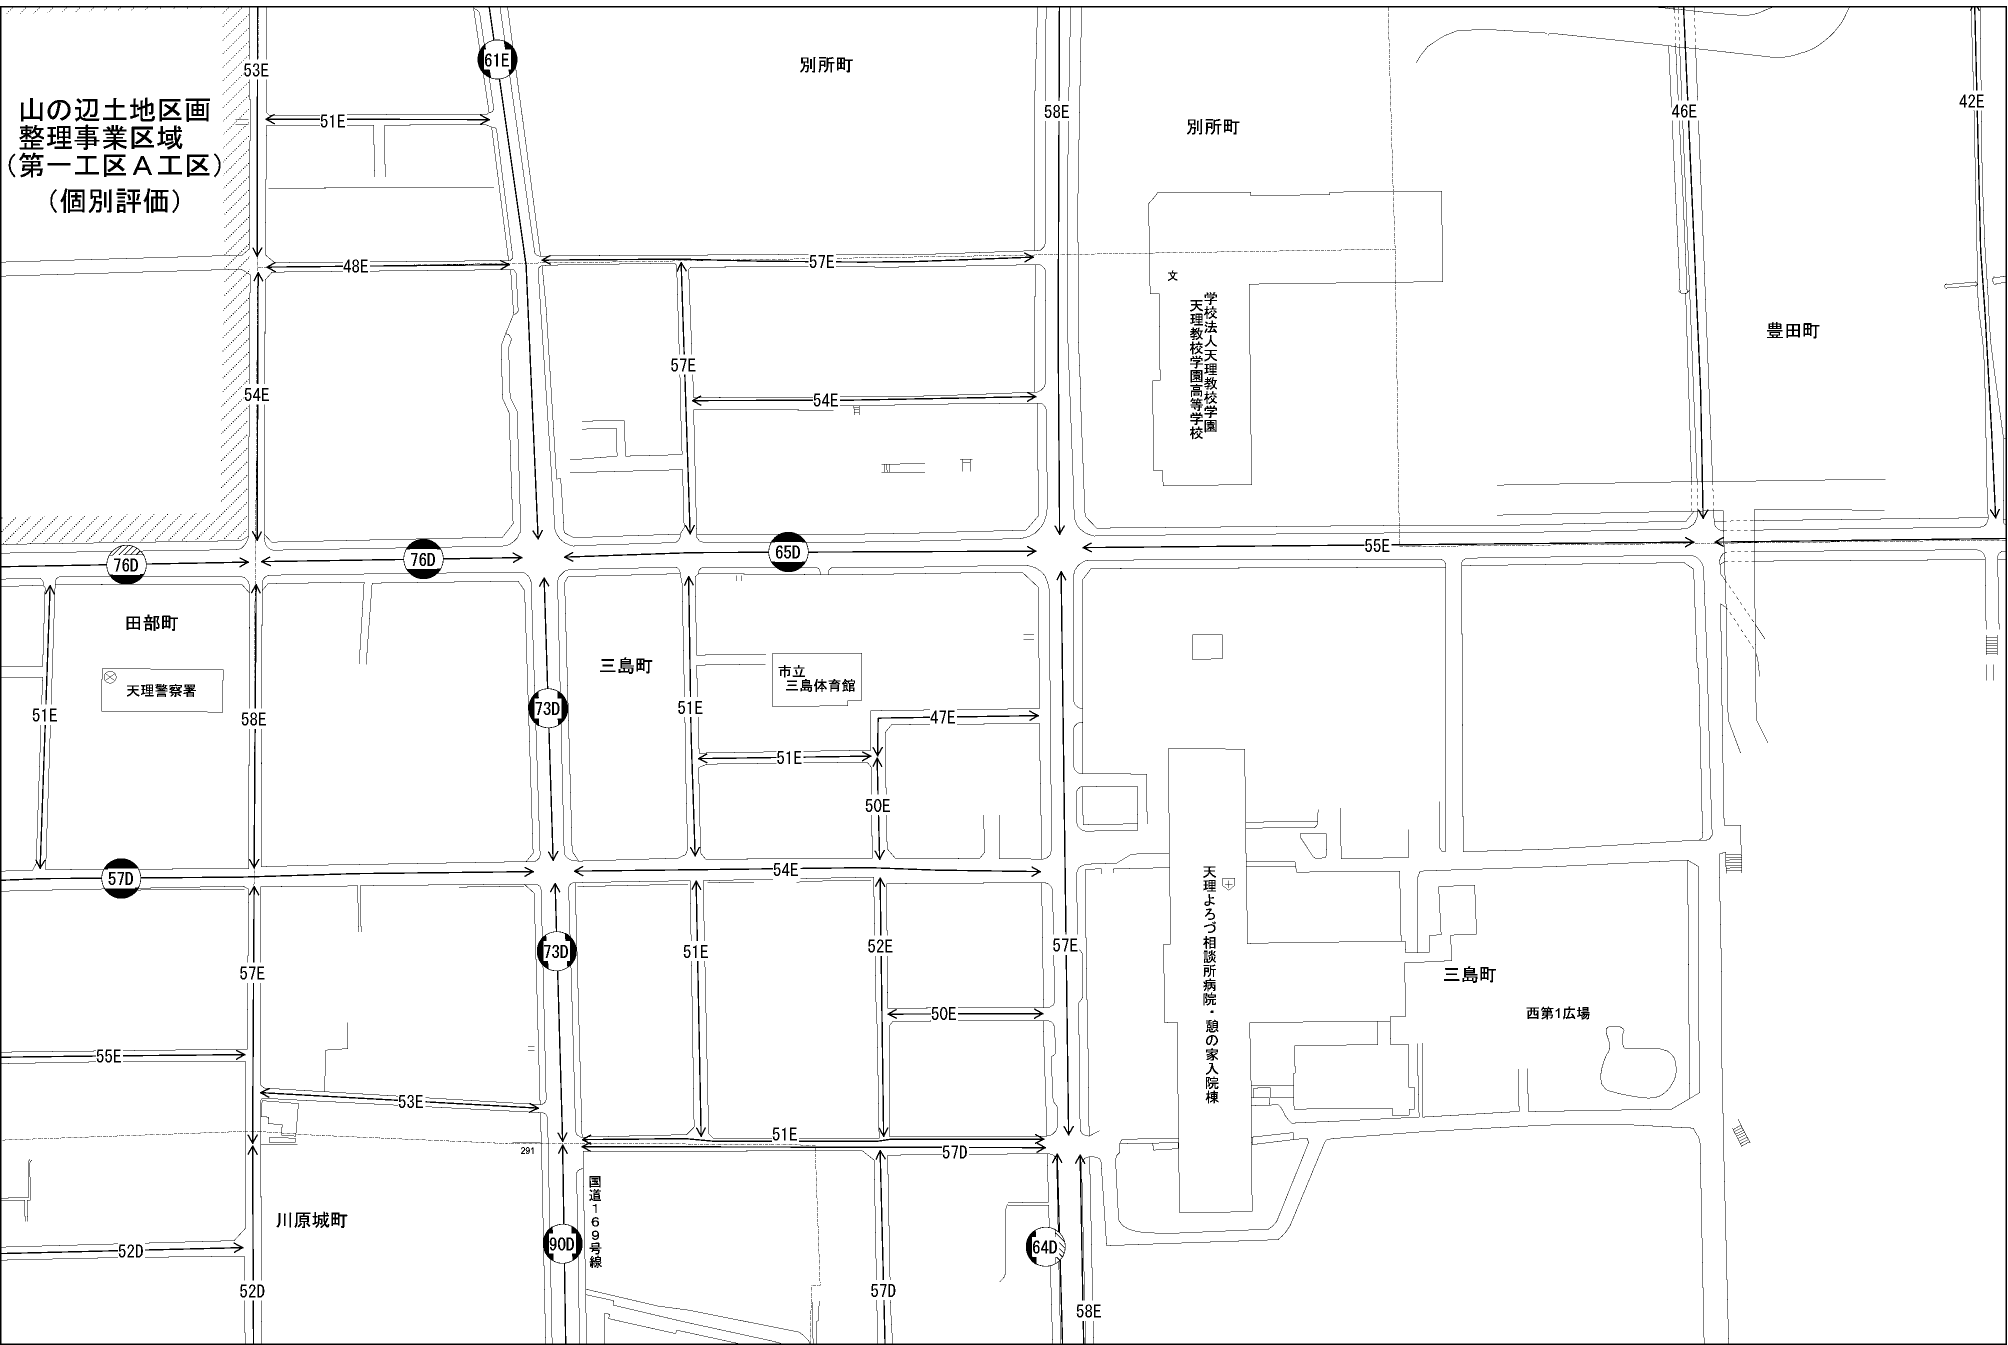 53E
61E
別所町
58E
46E
42E
山の辺土地区画
整理事業区域
（第一工区Ａ工区）
（個別評価）
51E
別所町
48E
57E
文
学校法人天理教校学園
天理教校学園高等学校
豊田町
57E
54E
54E
76D
76D
65D
55E
田部町
三島町
市立
三島体育館
天理警察署
51E
58E
73D
51E
47E
51E
50E
57D
54E
天理よろづ相談所病院・憩の家入院棟
73D
51E
52E
57E
57E
三島町
50E
西第1広場
55E
53E
51E
57D
291
川原城町
国道169号線
52D
90D
64D
52D
57D
58E